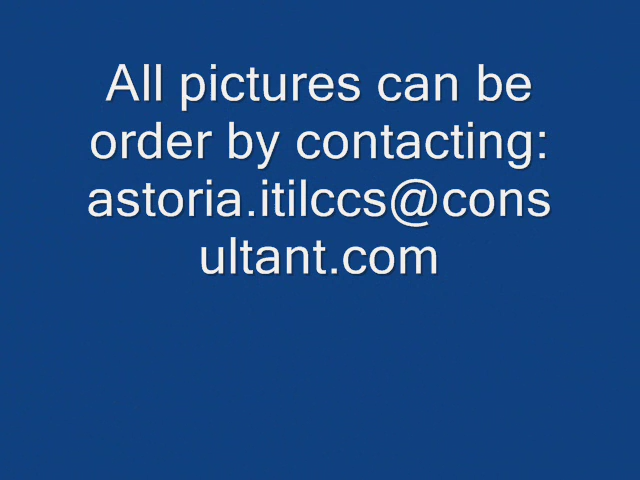 All pictures can be
order by contacting:
astoria.itilccs@cons
ultant.com